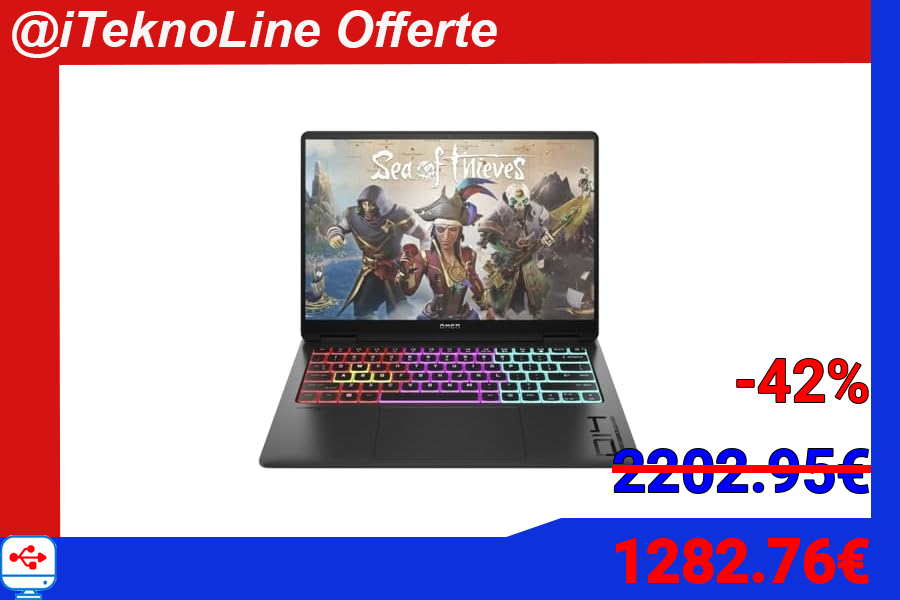 @iTeknoLine Offerte
Sea of Thieves
OMEN
-42%
2202.95€
1282.76€